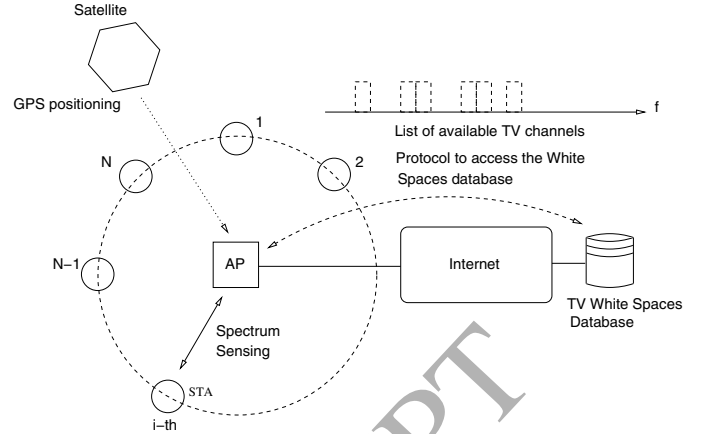 Satellite
GPS positioning
f
List of available TV channels
Protocol to access the White
Spaces database
1
2
N
N−1
AP
Internet
TV White Spaces
Database
Spectrum
Sensing
STA
i−th
PT